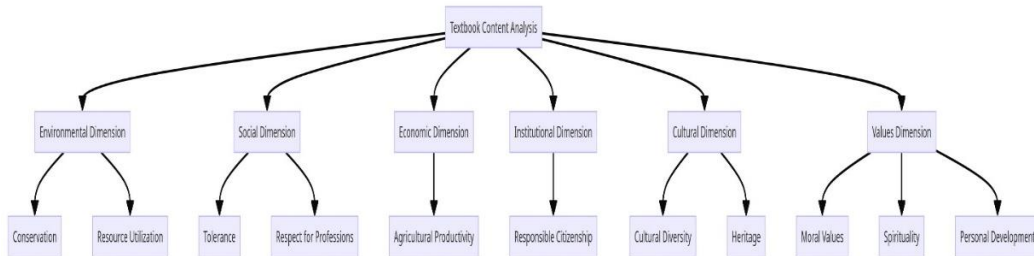 Textbook Content Analysis
Environmental Dimension
Social Dimension
Economic Dimension
Institutional Dimension
Cultural Dimension
Values Dimension
Conservation
Resource Utilization
Tolerance
Respect for Professions
Agricultural Productivity
Responsible Citizenship
Cultural Diversity
Heritage
Moral Values
Spirituality
Personal Development